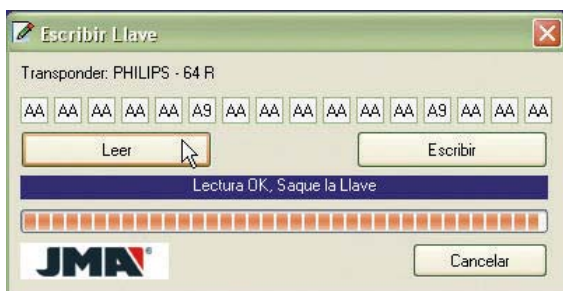 Escribir Llave
Transponder: PHILIPS - 64 R
AA AA AA AA AA A9 AA AA AA AA AA AA A9 AA AA AA
Leer Escribir
Lectura OK, Saque la Llave
JMA
Cancelar